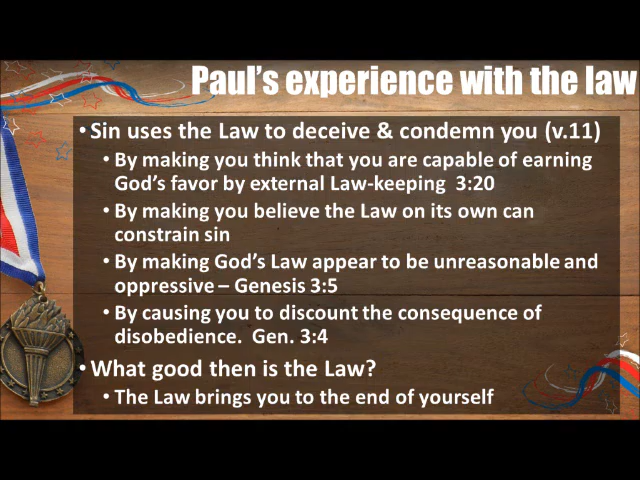 Paul's experience with the law
• Sin uses the Law to deceive & condemn you (v.11)
• By making you think that you are capable of earning
God's favor by external Law-keeping 3:20
• By making you believe the Law on its own can
constrain sin
• By making God's Law appear to be unreasonable and
oppressive – Genesis 3:5
• By causing you to discount the consequence of
disobedience. Gen. 3:4
• What good then is the Law?
• The Law brings you to the end of yourself